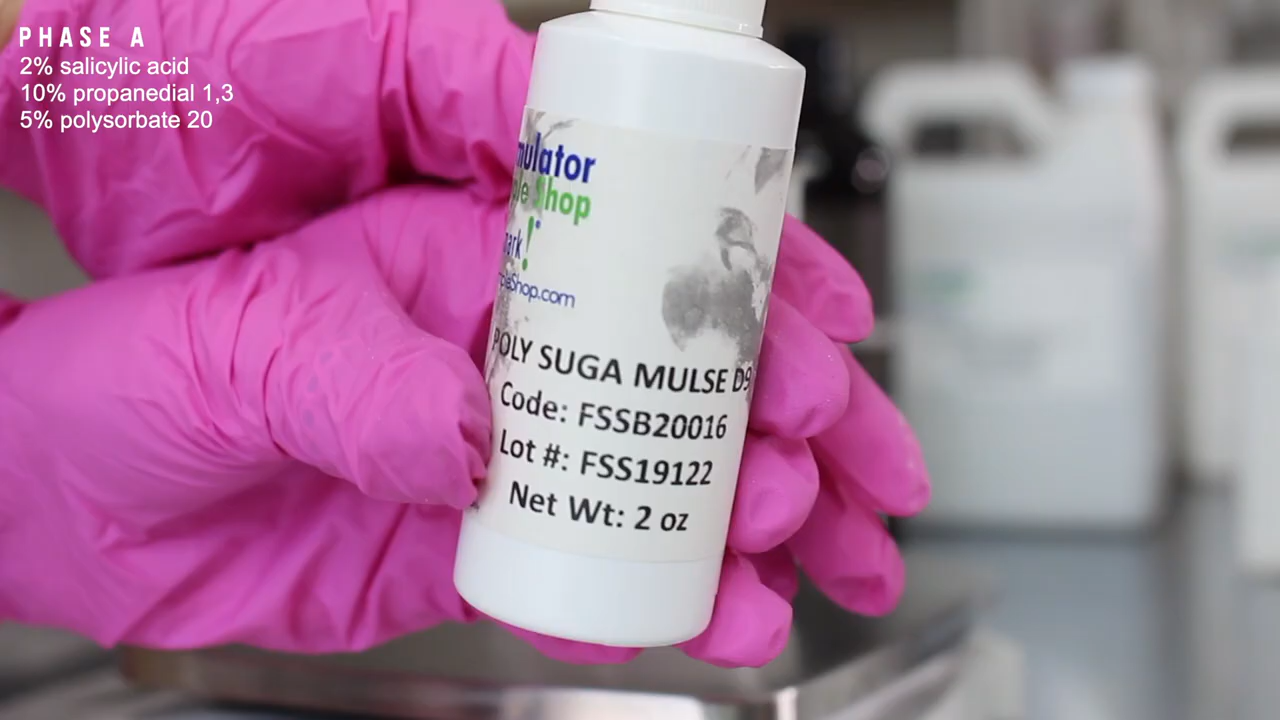 PHASE A
2% salicylic acid
10% propanedial 1,3
5% polysorbate 20
mulator
Shop
mark!
pleShop.com
POLY SUGA MULSE D9
Code: FSSB20016
Lot #: FSS19122
Net Wt: 2 oz